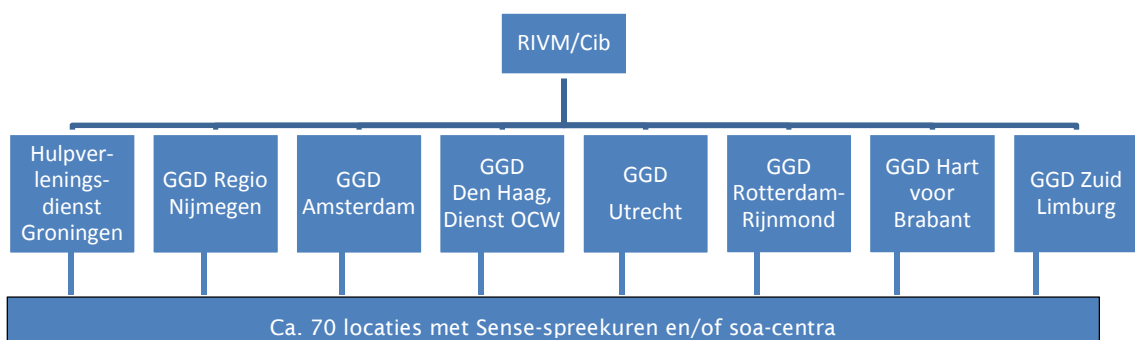 RIVM/Cib
Hulpver-
lenings-
dienst
Groningen
GGD Regio
Nijmegen
GGD
Amsterdam
GGD
Den Haag,
Dienst OCW
GGD
Utrecht
GGD
Rotterdam-
Rijnmond
GGD Hart
voor
Brabant
GGD Zuid
Limburg
Ca. 70 locaties met Sense-spreekuren en/of soa-centra